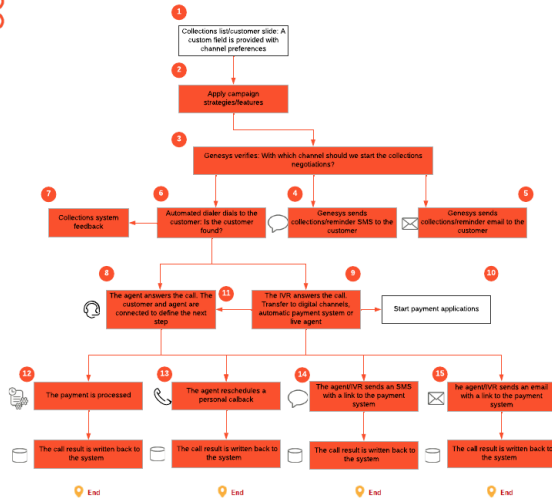 1
Collections list/customer slide: A
custom field is provided with
channel preferences
2
Apply campaign
strategies/features
3
Genesys verifies: With which channel should we start the collections
negotiations?
7
6
4
5
Collections system
feedback
Automated dialer dials to the
customer: Is the customer
found?
Genesys sends
collections/reminder SMS to the
customer
Genesys sends
collections/reminder email to the
customer
8
11
9
10
The agent answers the call. The
customer and agent are
connected to define the next
step
The IVR answers the call.
Transfer to digital channels,
automatic payment system or
live agent
Start payment applications
12
13
14
15
The payment is processed
The agent reschedules a
personal calback
The agent/IVR sends an SMS
with a link to the payment
system
he agent/IVR sends an email
with a link to the payment
system
The call result is written back to
the system
The call result is written back to
the system
The call result is written back to
the system
The call result is written back to
the system
End
End
End
End